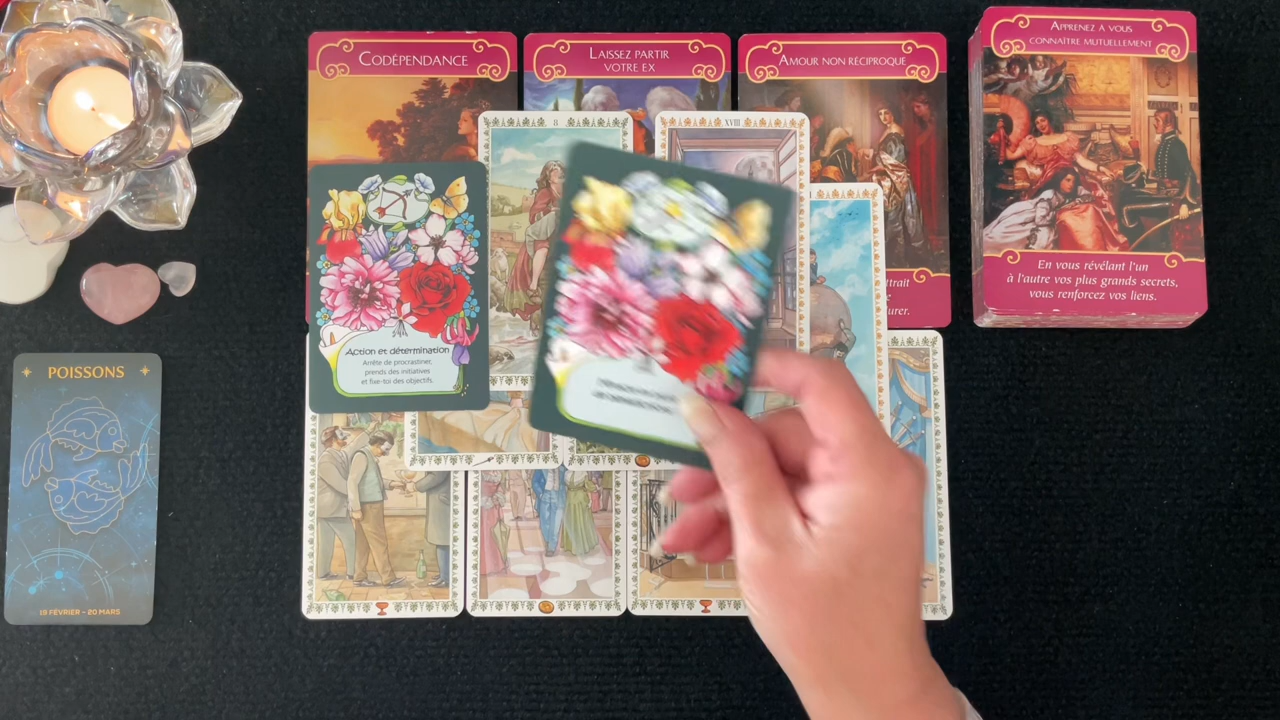 CODÉPENDANCE
LAISSEZ PARTIR
VOTRE EX
AMOUR NON RÉCIPROQUE
APPRENEZ A VOUS
CONNAÎTRE MUTUELLEMENT
8
XVIII
En vous révélant l'un
à l'autre vos plus grands secrets,
vous renforcez vos liens.
Action et détermination
Arrête de procrastiner,
prends des initiatives
et fixe-toi des objectifs.
POISSONS
19 FÉVRIER - 20 MARS